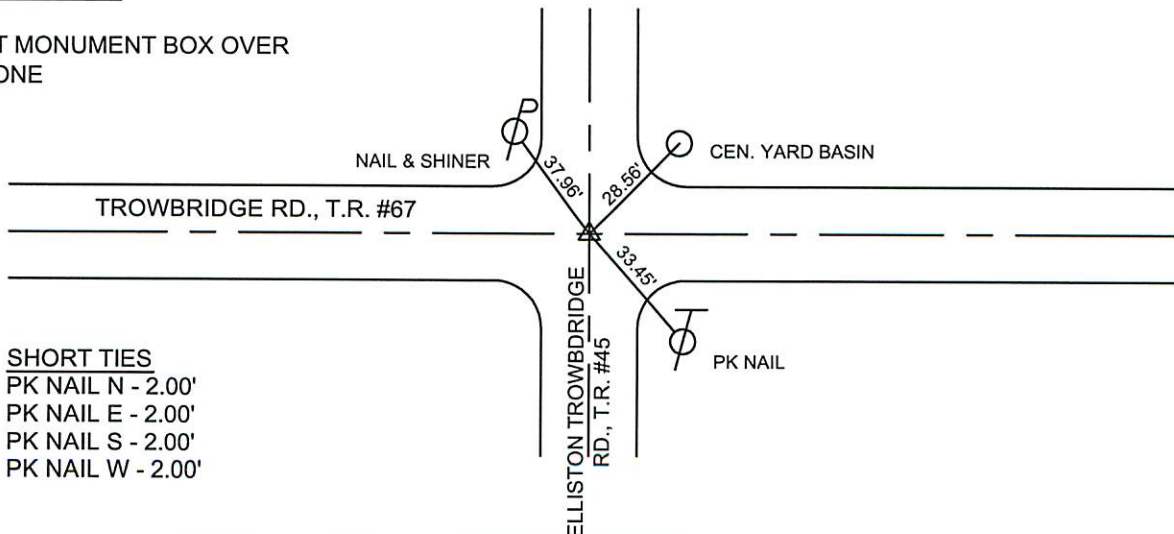 MONUMENT BOX OVER
NAIL & SHINER
37.96'
28.56'
CEN. YARD BASIN
TROWBRIDGE RD., T.R. #67
33.45'
PK NAIL
ELLISTON TROWBDRIDGE
RD., T.R. #45
SHORT TIES
PK NAIL N - 2.00'
PK NAIL E - 2.00'
PK NAIL S - 2.00'
PK NAIL W - 2.00'